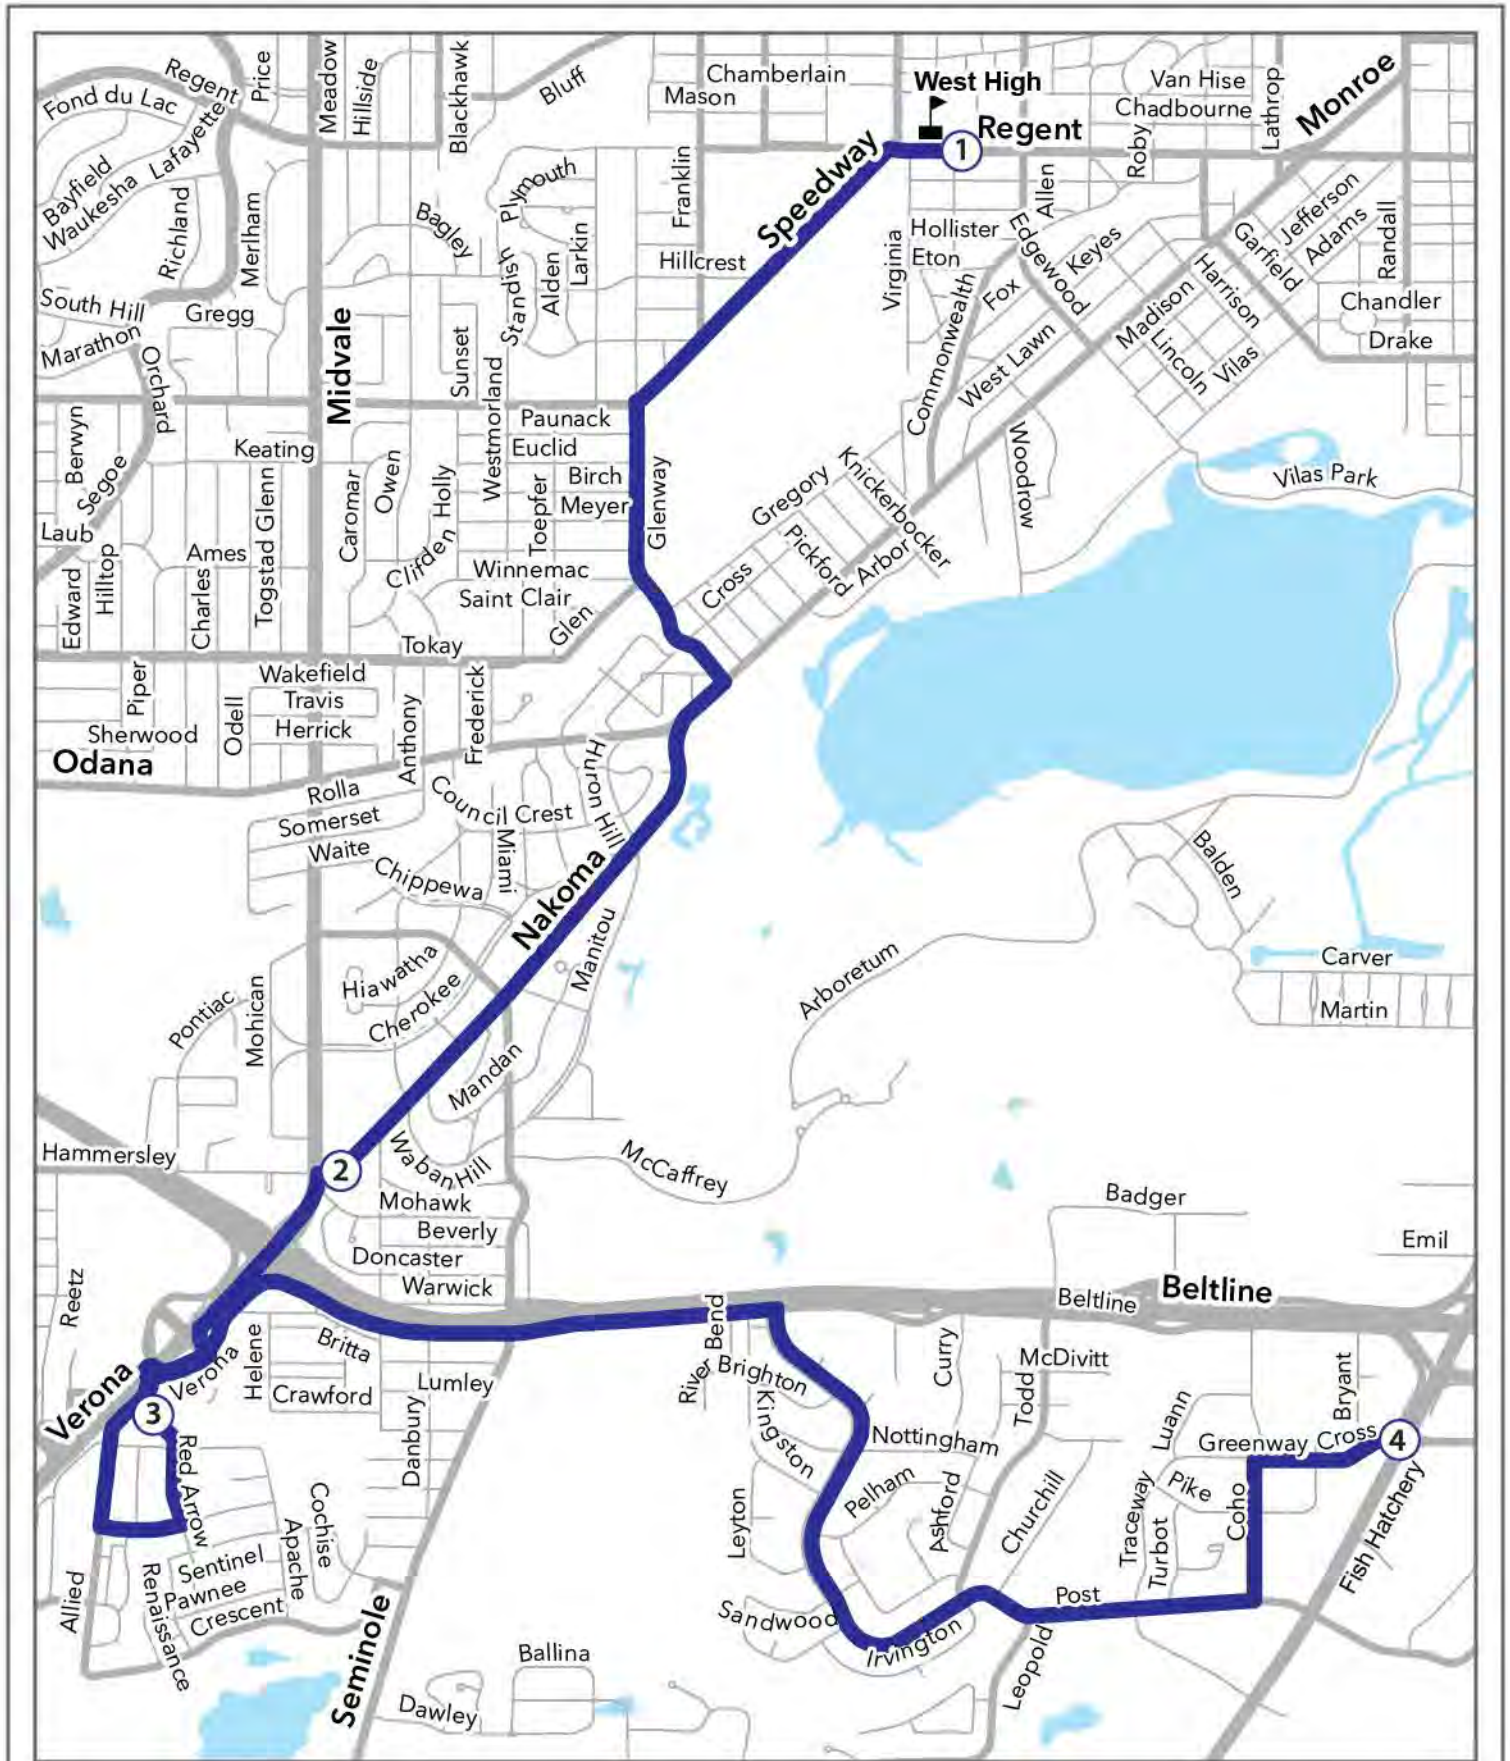 Regent
Price
Meadow
Hillside
Blackhawk
Bluff
Chamberlain
Mason
West High
Van Hise
Chadbourne
Lathrop
Monroe
Fond du Lac
Lafayette
Bayfield
Waukesha
Richland
Merlham
Plymouth
Bagley
Franklin
Speedway
1
Regent
Roby
Allen
Jefferson
Adams
Randall
Garfield
Hollister
Eton
Virginia
Edgewood
Keyes
Fox
Commonwealth
Harrison
Madison
Lincoln
Vilas
Chandler
Drake
West Lawn
Larkin
Alden
Standish
Hillcrest
South Hill
Gregg
Marathon
Orchard
Midvale
Sunset
Westmorland
Paunack
Euclid
Birch
Meyer
Glenway
Berwyn
Segoe
Keating
Owen
Caromar
Holly
Toepfer
Clifden
Winnemac
Saint Clair
Glen
Laub
Hilltop
Edward
Ames
Charles
Togstad Glenn
Tokay
Gregory
Knickerbocker
Pickford
Arbor
Cross
Woodrow
Vilas Park
Wakefield
Travis
Herrick
Piper
Sherwood
Odell
Anthony
Frederick
Odana
Rolla
Somerset
Waite
Council Crest
Huron Hill
Miami
Chippewa
Nakoma
Manitou
Balden
Carver
Martin
Arboretum
Hiawatha
Cherokee
Pontiac
Mohican
Mandan
Hammersley
2
Waban Hill
McCaffrey
Mohawk
Beverly
Doncaster
Warwick
Badger
Emil
Reetz
Beltline
Beltline
Verona
Verona
3
Helene
Britta
Crawford
Lumley
Danbury
River Bend
Brighton
Kingston
Curry
McDivitt
Todd
Nottingham
Luann
Bryant
Greenway Cross
4
Pike
Coho
Fish Hatchery
Pelham
Ashford
Churchill
Traceway
Turbot
Leyton
Red Arrow
Cochise
Apache
Sentinel
Pawnee
Crescent
Renaissance
Allied
Seminole
Sandwood
Irvington
Post
Leopold
Ballina
Dawley